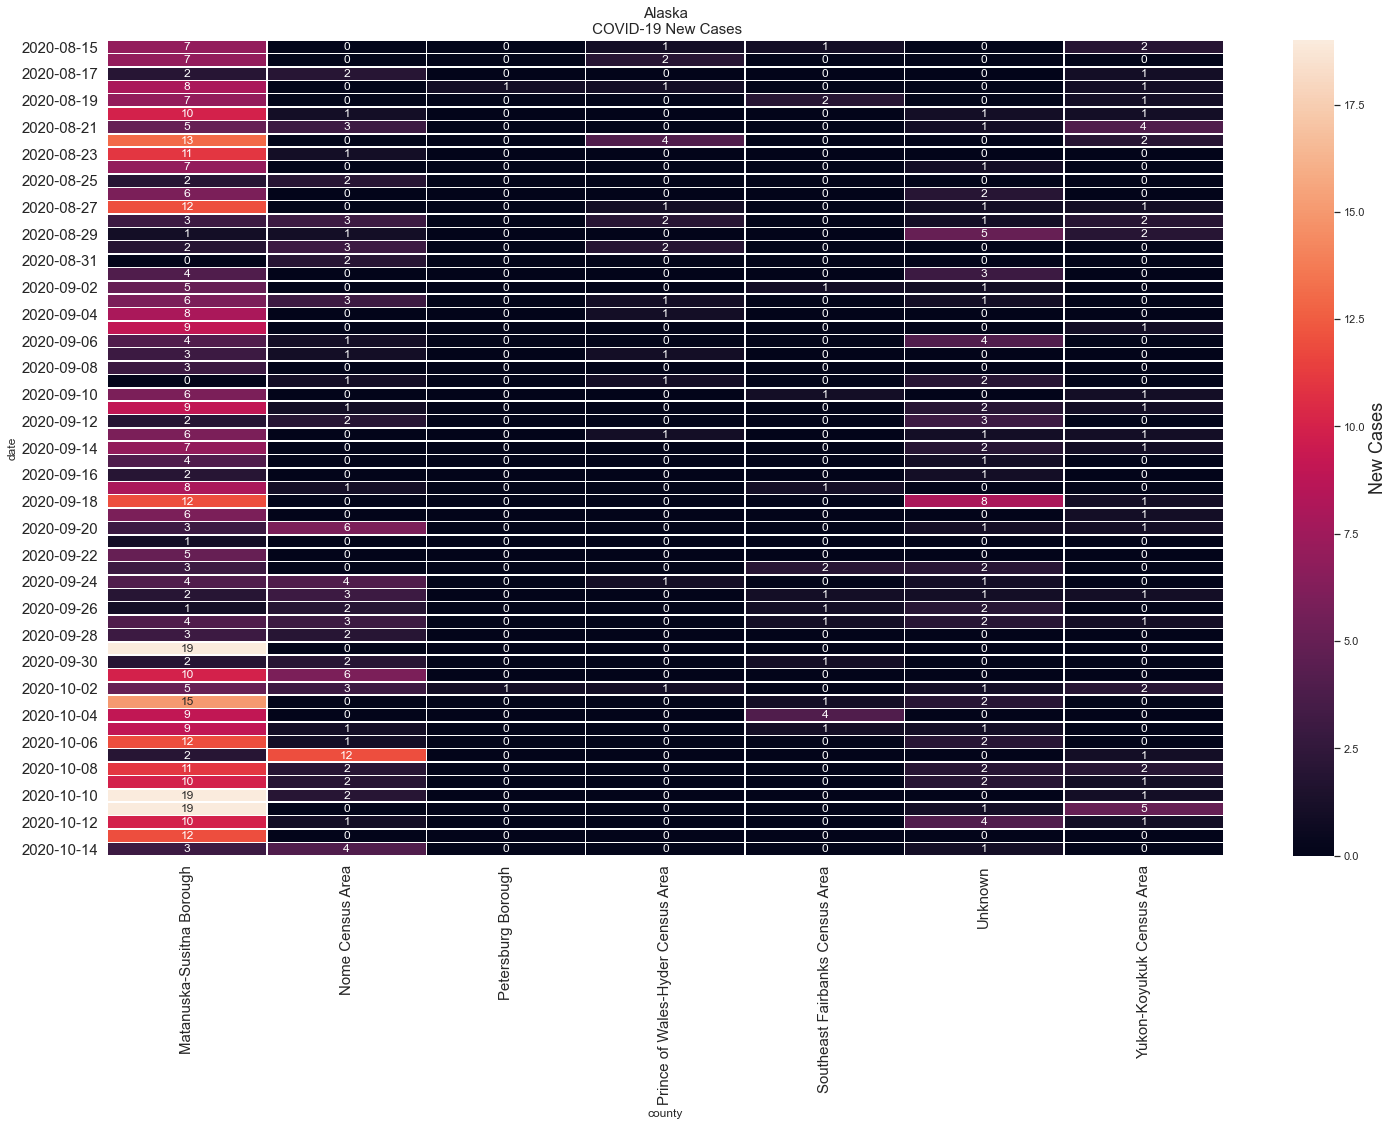 Alaska
COVID-19 New Cases
2020-08-15 7 0 0 1 1 0 2
7 0 0 2 0 0 0
2020-08-17 2 2 0 0 0 0 1
8 0 1 1 0 0 1
2020-08-19 7 0 0 0 2 0 1
10 1 0 0 0 1 1
2020-08-21 5 3 0 0 0 1 4
13 0 0 4 0 0 2
2020-08-23 11 1 0 0 0 0 0
7 0 0 0 0 1 0
2020-08-25 2 2 0 0 0 0 0
6 0 0 0 0 2 0
2020-08-27 12 0 0 1 0 1 1
3 3 0 2 0 1 2
2020-08-29 1 1 0 0 0 5 2
2 3 0 2 0 0 0
2020-08-31 0 2 0 0 0 0 0
4 0 0 0 0 3 0
2020-09-02 5 0 0 0 1 1 0
6 3 0 1 0 1 0
2020-09-04 8 0 0 1 0 0 0
9 0 0 0 0 0 1
2020-09-06 4 1 0 0 0 4 0
3 1 0 1 0 0 0
2020-09-08 3 0 0 0 0 0 0
0 1 0 1 0 2 0
2020-09-10 6 0 0 0 1 0 1
9 1 0 0 0 2 1
2020-09-12 2 2 0 0 0 3 0
6 0 0 1 0 1 1
2020-09-14 7 0 0 0 0 2 1
4 0 0 0 0 1 0
2020-09-16 2 0 0 0 0 1 0
8 1 0 0 1 0 0
2020-09-18 12 0 0 0 0 8 1
6 0 0 0 0 0 1
2020-09-20 3 6 0 0 0 1 1
1 0 0 0 0 0 0
2020-09-22 5 0 0 0 0 0 0
3 0 0 0 2 2 0
2020-09-24 4 4 0 1 0 1 0
2 3 0 0 1 1 1
2020-09-26 1 2 0 0 1 2 0
4 3 0 0 1 2 1
2020-09-28 3 2 0 0 0 0 0
19 0 0 0 0 0 0
2020-09-30 2 2 0 0 1 0 0
10 6 0 0 0 0 0
2020-10-02 5 3 1 1 0 1 2
15 0 0 0 1 2 0
2020-10-04 9 0 0 0 4 0 0
9 1 0 0 1 1 0
2020-10-06 12 1 0 0 0 2 0
2 12 0 0 0 0 1
2020-10-08 11 2 0 0 0 2 2
10 2 0 0 0 2 1
2020-10-10 19 2 0 0 0 0 1
19 0 0 0 0 1 5
2020-10-12 10 1 0 0 0 4 1
12 0 0 0 0 0 0
2020-10-14 3 4 0 0 0 1 0
date
Matanuska-Susitna Borough
Nome Census Area
Petersburg Borough
Prince of Wales-Hyder Census Area
Southeast Fairbanks Census Area
Unknown
Yukon-Koyukuk Census Area
county
17.5
15.0
12.5
10.0
7.5
5.0
2.5
0.0
New Cases